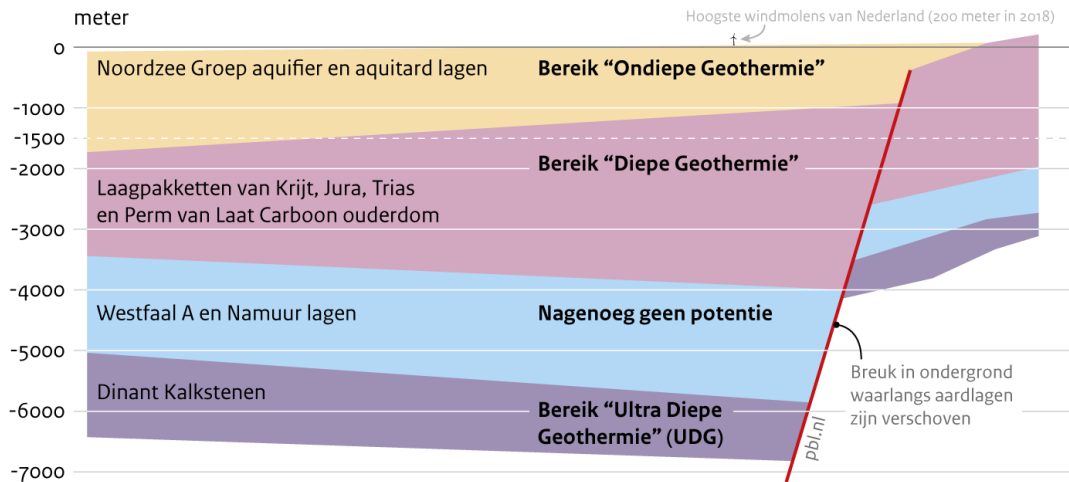 meter
Hoogste windmolens van Nederland (200 meter in 2018)
0
Noordzee Groep aquifier en aquitard lagen
Bereik “Ondiepe Geothermie”
-1000
-1500
Bereik “Diepe Geothermie”
-2000
Laagpakketten van Krijt, Jura, Trias
en Perm van Laat Carboon ouderdom
-3000
-4000
Westfaal A en Namuur lagen
Nagenoeg geen potentie
-5000
Breuk in ondergrond
waarlangs aardlagen
zijn verschoven
Dinant Kalkstenen
-6000
Bereik “Ultra Diepe
Geothermie” (UDG)
pbl.nl
-7000